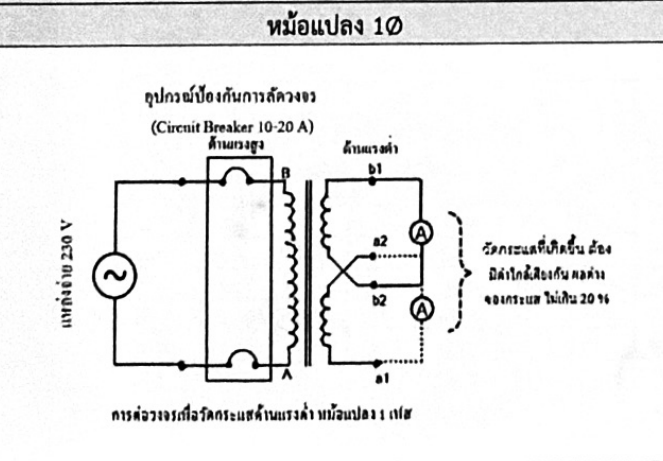 หม้อแปลง 1Ø
อุปกรณ์ป้องกันการลัดวงจร
(Circuit Breaker 10-20 A)
ด้านแรงสูง
ด้านแรงต่ำ
B
b1
A
a2
แหล่งจ่าย 230 V
วัดกระแสที่เกิดขึ้น ต้อง
มีค่าใกล้เคียงกัน ผลต่าง
ของกระแส ไม่เกิน 20 %
b2
A
A
a1
การต่อวงจรเพื่อวัดกระแสด้านแรงต่ำ หม้อแปลง 1 เฟส